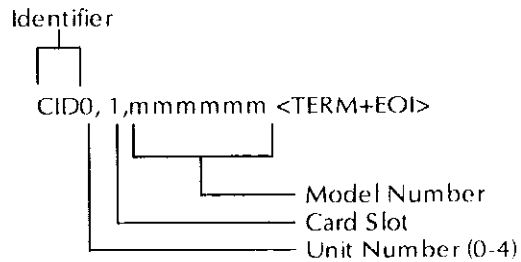 Identifier
CID0, 1,mmmmmm <TERM+EOI>
Model Number
Card Slot
Unit Number (0-4)